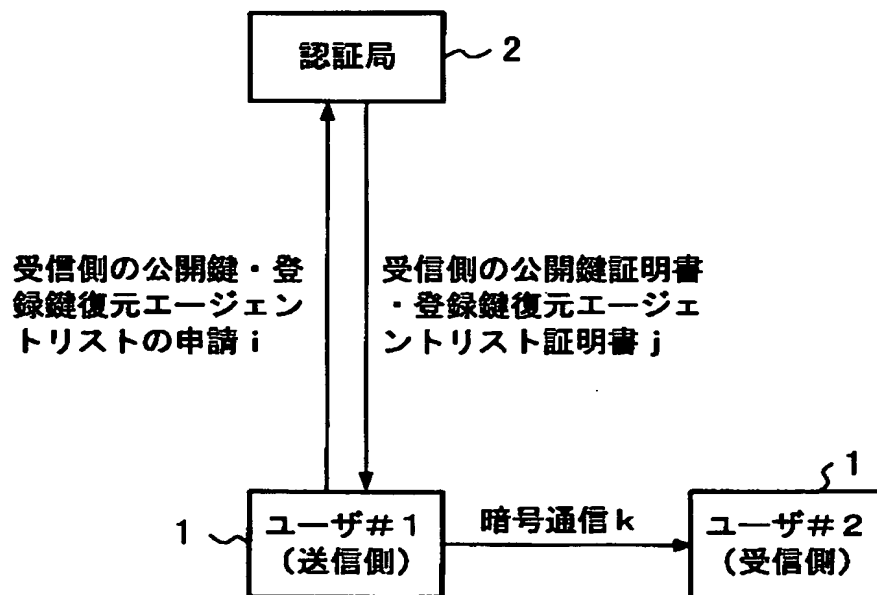 認証局
2
受信側の公開鍵・登
録鍵復元エージェン
トリストの申請i
受信側の公開鍵証明書
・登録鍵復元エージェ
ントリスト証明書j
1
ユーザ#1
(送信側)
暗号通信k
1
ユーザ#2
(受信側)